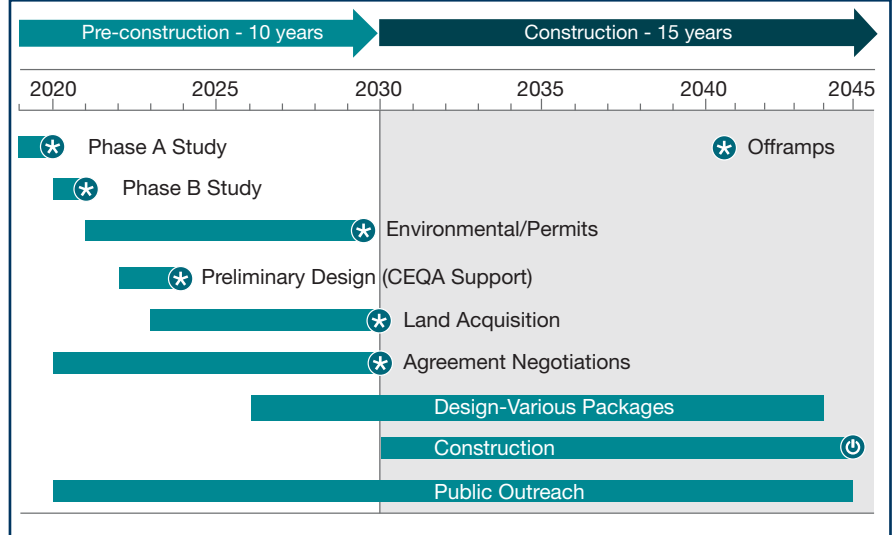 Pre-construction - 10 years
Construction - 15 years
2020 2025 2030 2035 2040 2045
Phase A Study
Offramps
Phase B Study
Environmental/Permits
Preliminary Design (CEQA Support)
Land Acquisition
Agreement Negotiations
Design-Various Packages
Construction
Public Outreach